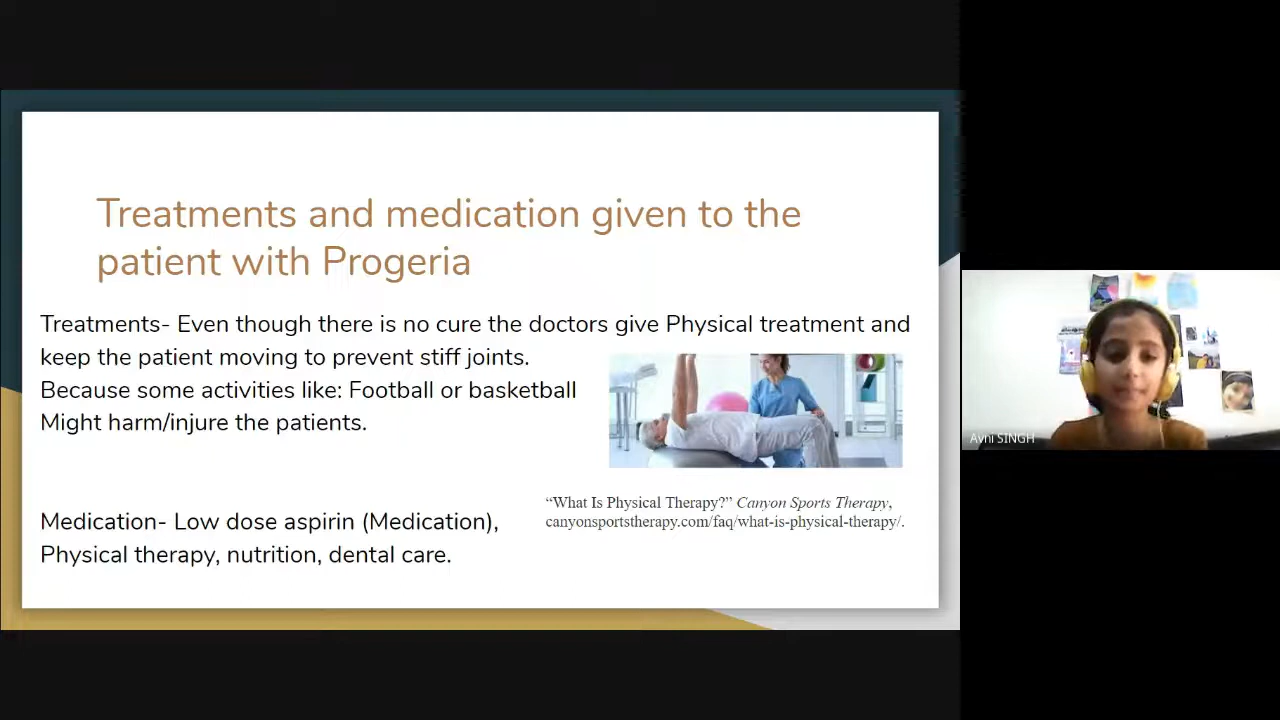 Treatments and medication given to the
patient with Progeria
Treatments- Even though there is no cure the doctors give Physical treatment and
keep the patient moving to prevent stiff joints.
Because some activities like: Football or basketball
Might harm/injure the patients.
Medication- Low dose aspirin (Medication),
Physical therapy, nutrition, dental care.
“What Is Physical Therapy?” Canyon Sports Therapy,
canyonsportstherapy.com/faq/what-is-physical-therapy/.
Avni SINGH